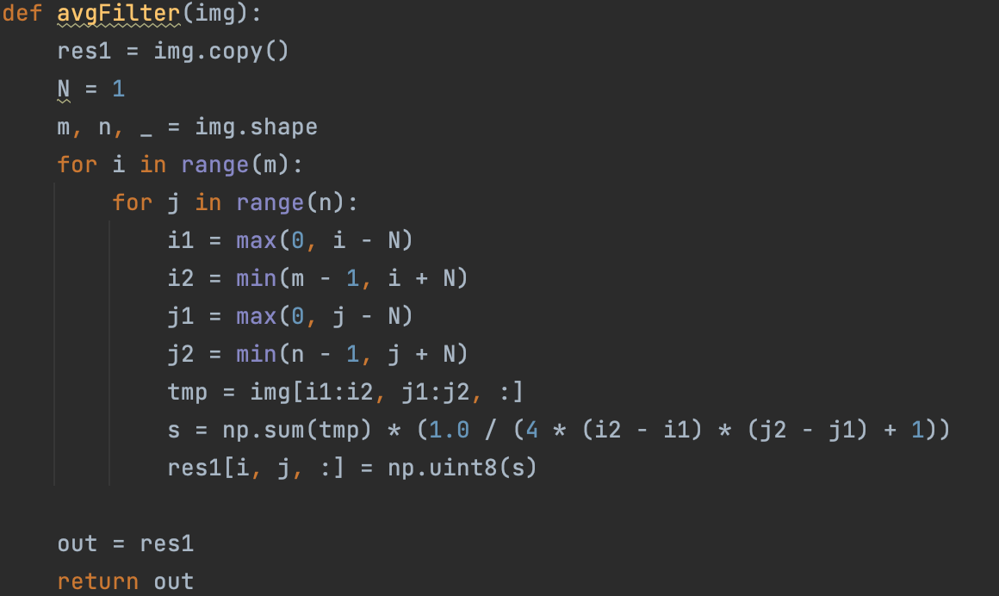 def avgFilter(img):
    res1 = img.copy()
    N = 1
    m, n, _ = img.shape
    for i in range(m):
        for j in range(n):
            i1 = max(0, i - N)
            i2 = min(m - 1, i + N)
            j1 = max(0, j - N)
            j2 = min(n - 1, j + N)
            tmp = img[i1:i2, j1:j2, :]
            s = np.sum(tmp) * (1.0 / (4 * (i2 - i1) * (j2 - j1) + 1))
            res1[i, j, :] = np.uint8(s)

    out = res1
    return out